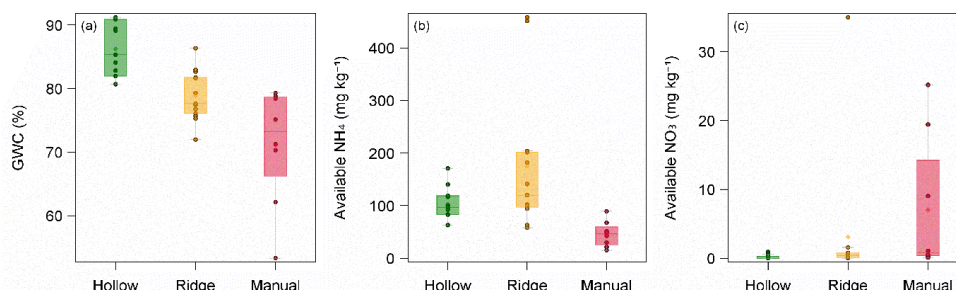 (a)
GWC (%)
90
80
70
60
Hollow Ridge Manual
(b)
Available NH₄ (mg kg⁻¹)
400
300
200
100
0
Hollow Ridge Manual
(c)
Available NO₃ (mg kg⁻¹)
30
20
10
0
Hollow Ridge Manual